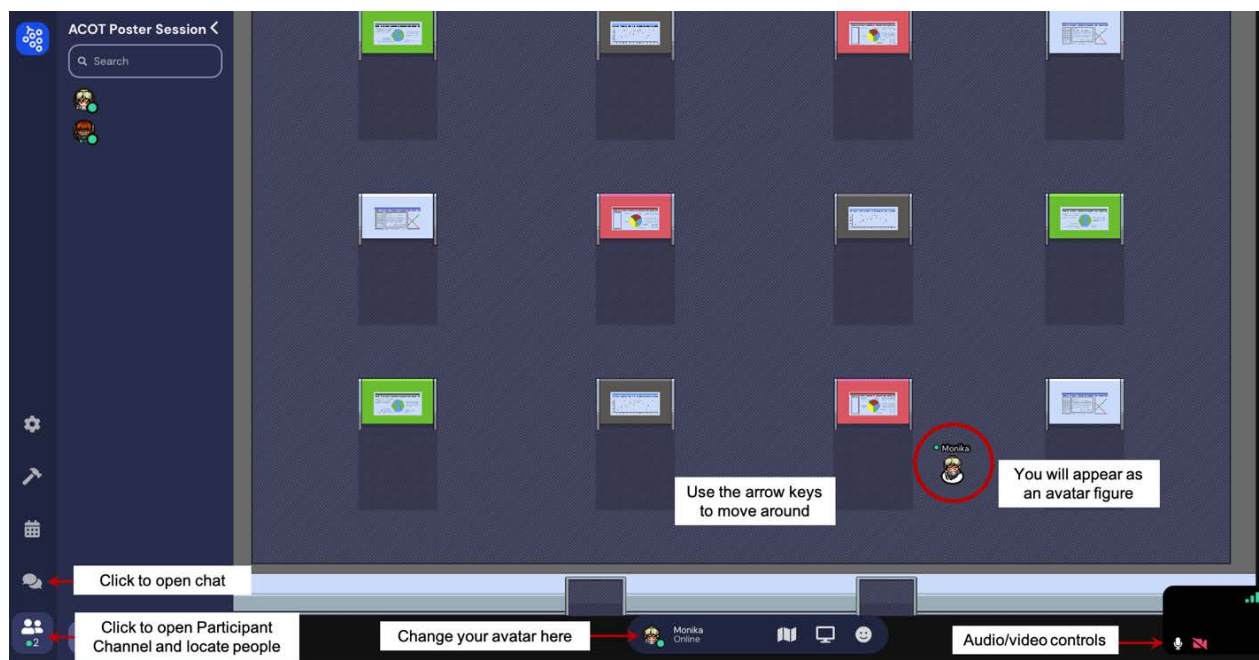 ACOT Poster Session
Search
Monika
You will appear as
an avatar figure
Use the arrow keys
to move around
Click to open chat
Click to open Participant
Channel and locate people
2
Change your avatar here
Monika
Online
Audio/video controls